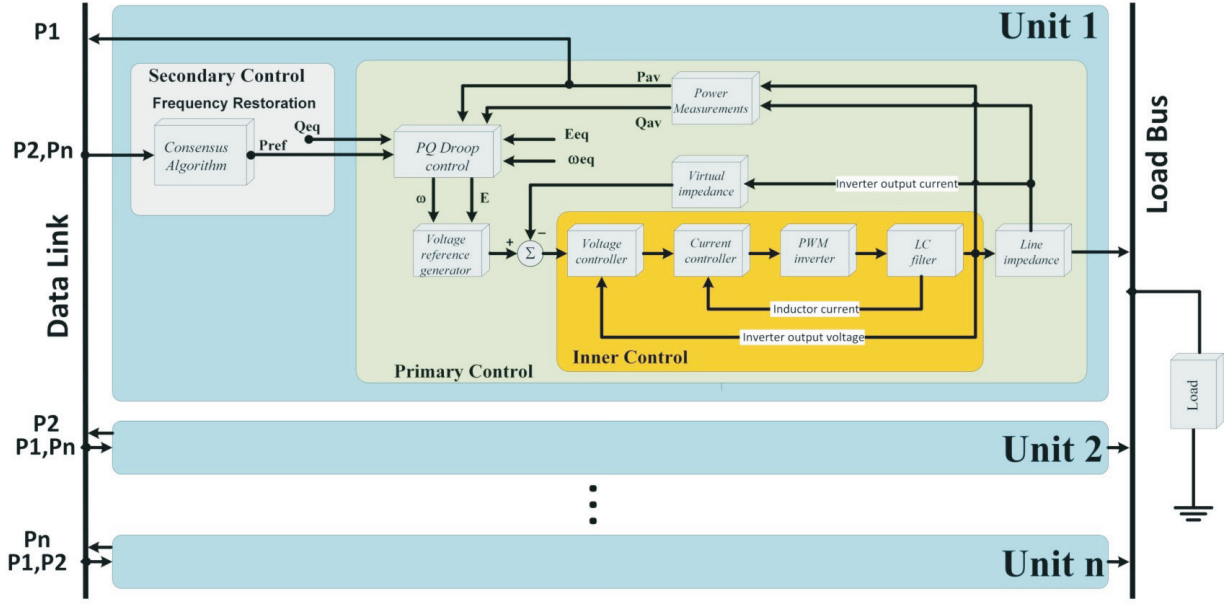 P1
Unit 1
Secondary Control
Frequency Restoration
Pav
Power
Measurements
Qav
Qeq
Eeq
P2,Pn
Consensus
Algorithm
Pref
PQ Droop
control
ωeq
Virtual
impedance
Inverter output current
ω
E
Voltage
reference
generator
+
−
Σ
Voltage
controller
Current
controller
PWM
inverter
LC
filter
Line
impedance
Inductor current
Inverter output voltage
Inner Control
Primary Control
Data Link
Load Bus
Load
P2
P1,Pn
Unit 2
Pn
P1,P2
Unit n